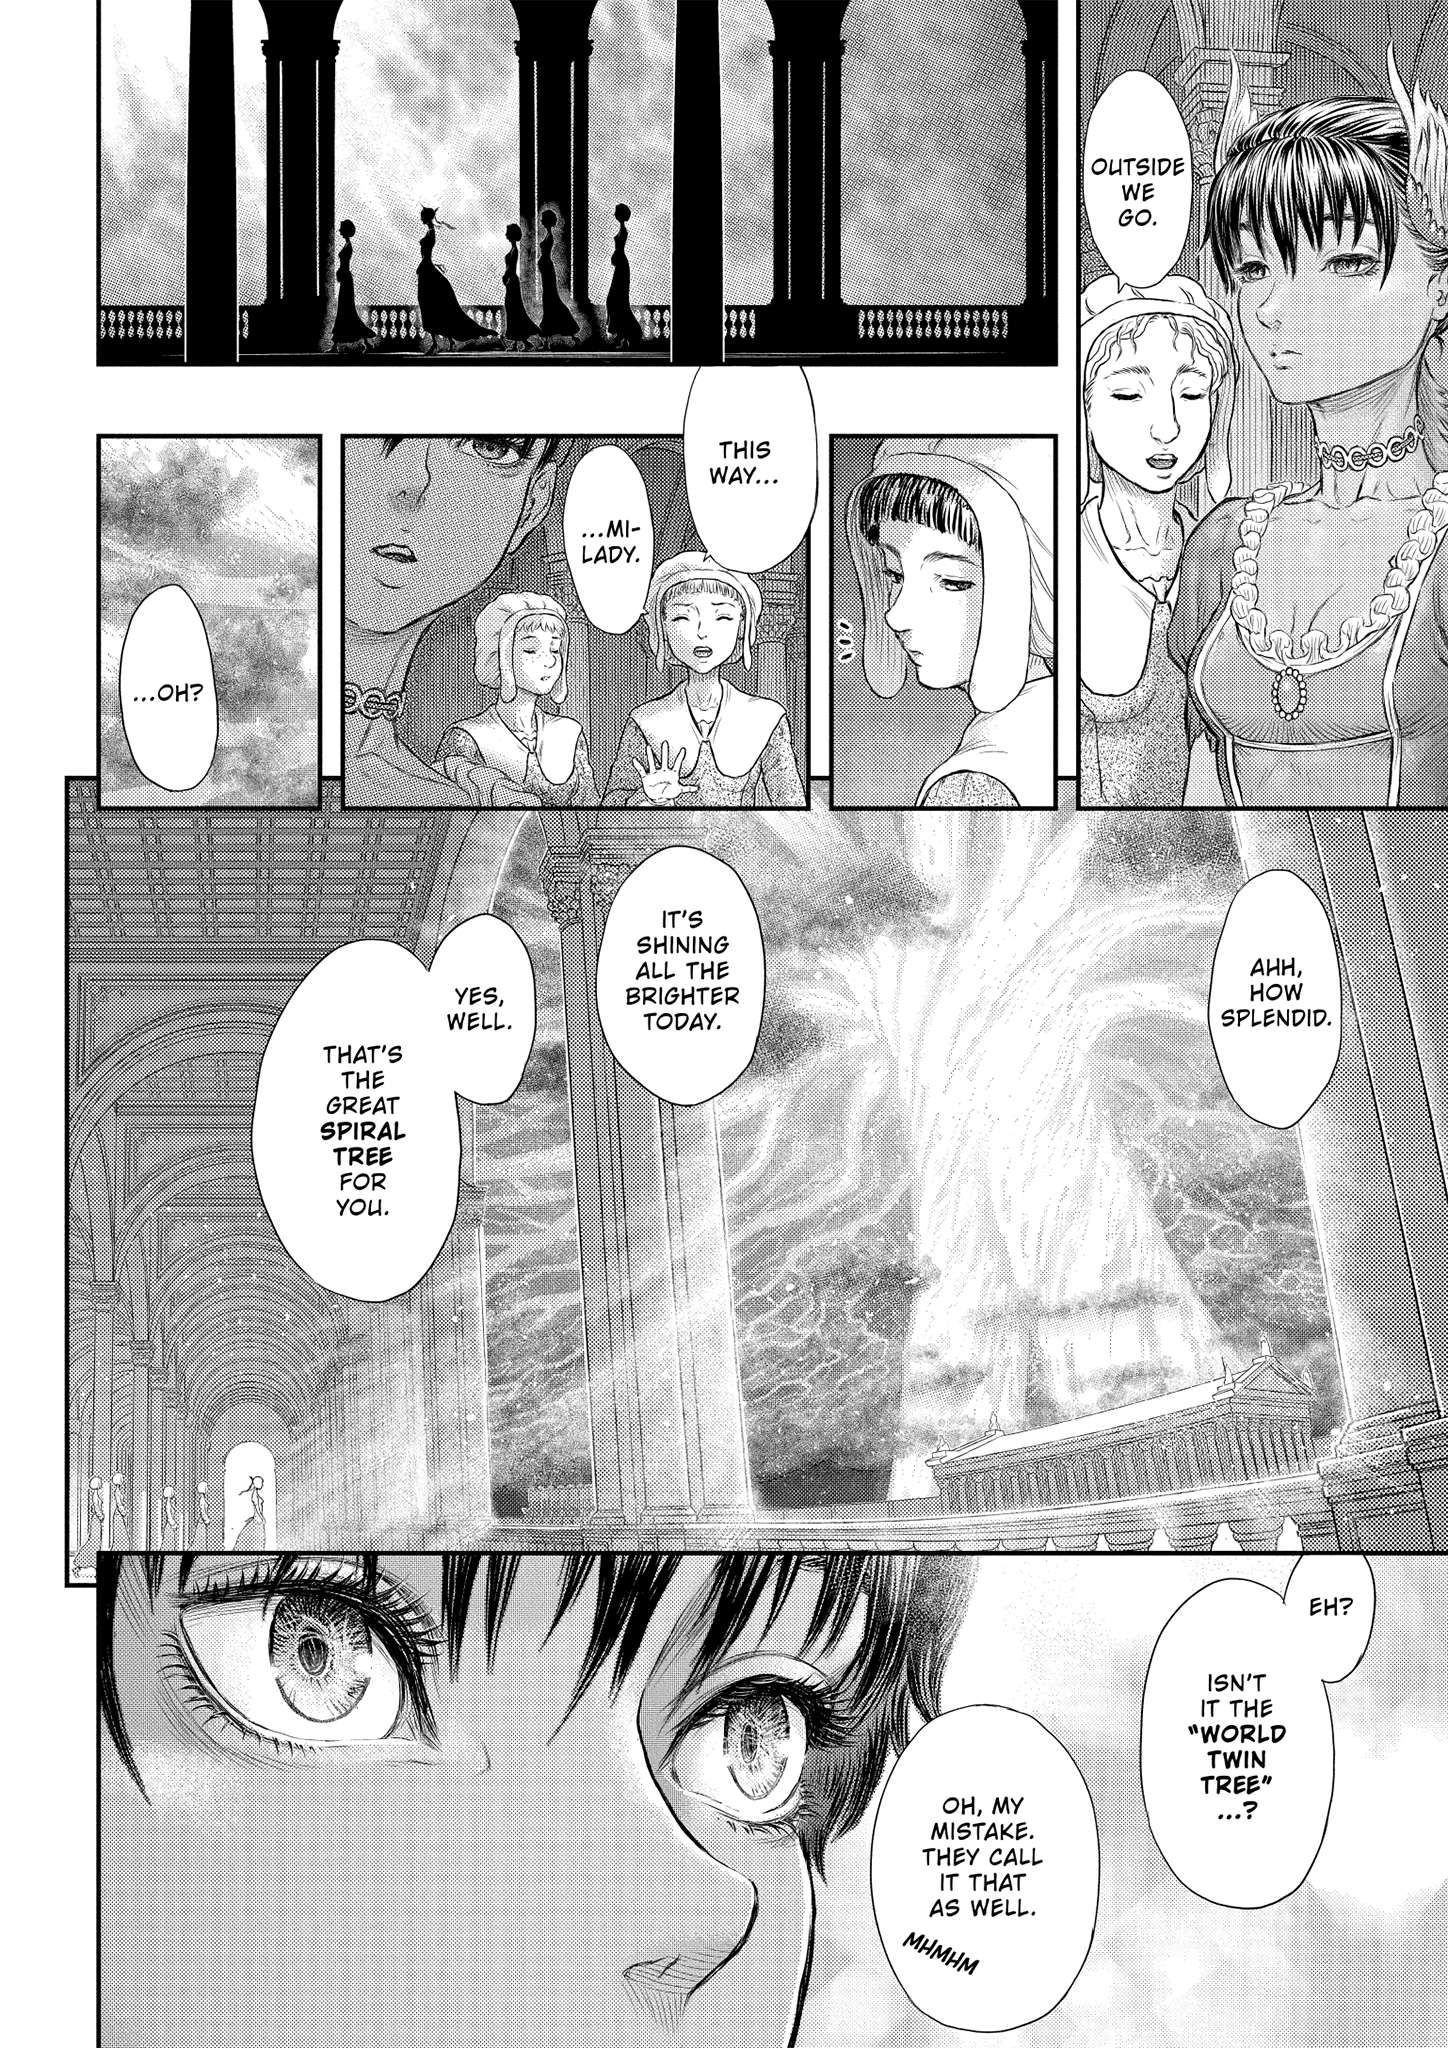 OUTSIDE
WE
GO.
THIS
WAY...
...MI-
LADY.
...OH?
AHH,
HOW
SPLENDID.
IT'S
SHINING
ALL THE
BRIGHTER
TODAY.
YES,
WELL.
THAT'S
THE
GREAT
SPIRAL
TREE
FOR
YOU.
EH?
ISN'T
IT THE
"WORLD
TWIN
TREE"
...?
OH, MY
MISTAKE.
THEY CALL
IT THAT
AS WELL.
MHMHM